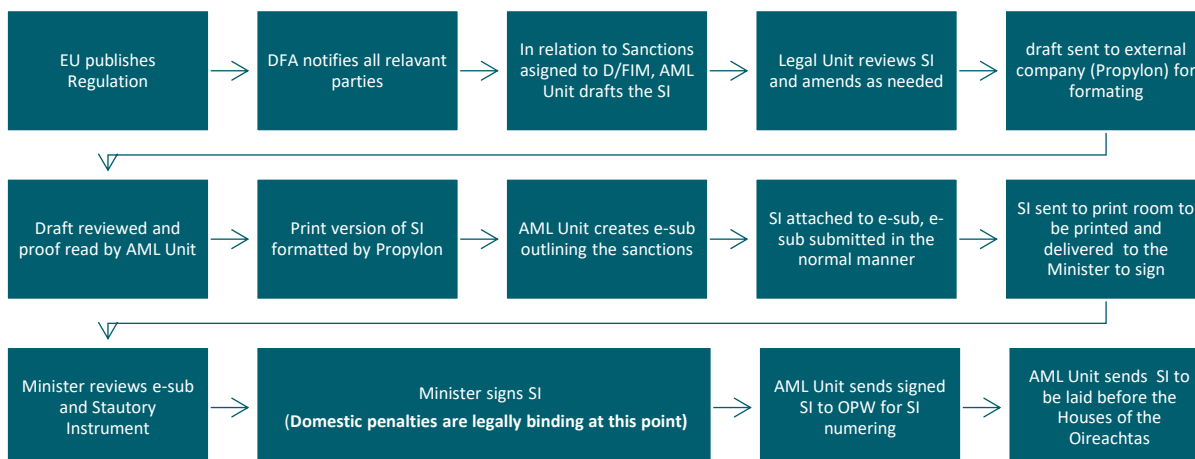 EU publishes
Regulation
DFA notifies all relavant
parties
In relation to Sanctions
asigned to D/FIM, AML
Unit drafts the SI
Legal Unit reviews SI
and amends as needed
draft sent to external
company (Propylon) for
formating
Draft reviewed and
proof read by AML Unit
Print version of SI
formatted by Propylon
AML Unit creates e-sub
outlining the sanctions
SI attached to e-sub, e-
sub submitted in the
normal manner
SI sent to print room to
be printed and
delivered to the
Minister to sign
Minister reviews e-sub
and Stautory
Instrument
Minister signs SI
(Domestic penalties are legally binding at this point)
AML Unit sends signed
SI to OPW for SI
numering
AML Unit sends SI to
be laid before the
Houses of the
Oireachtas